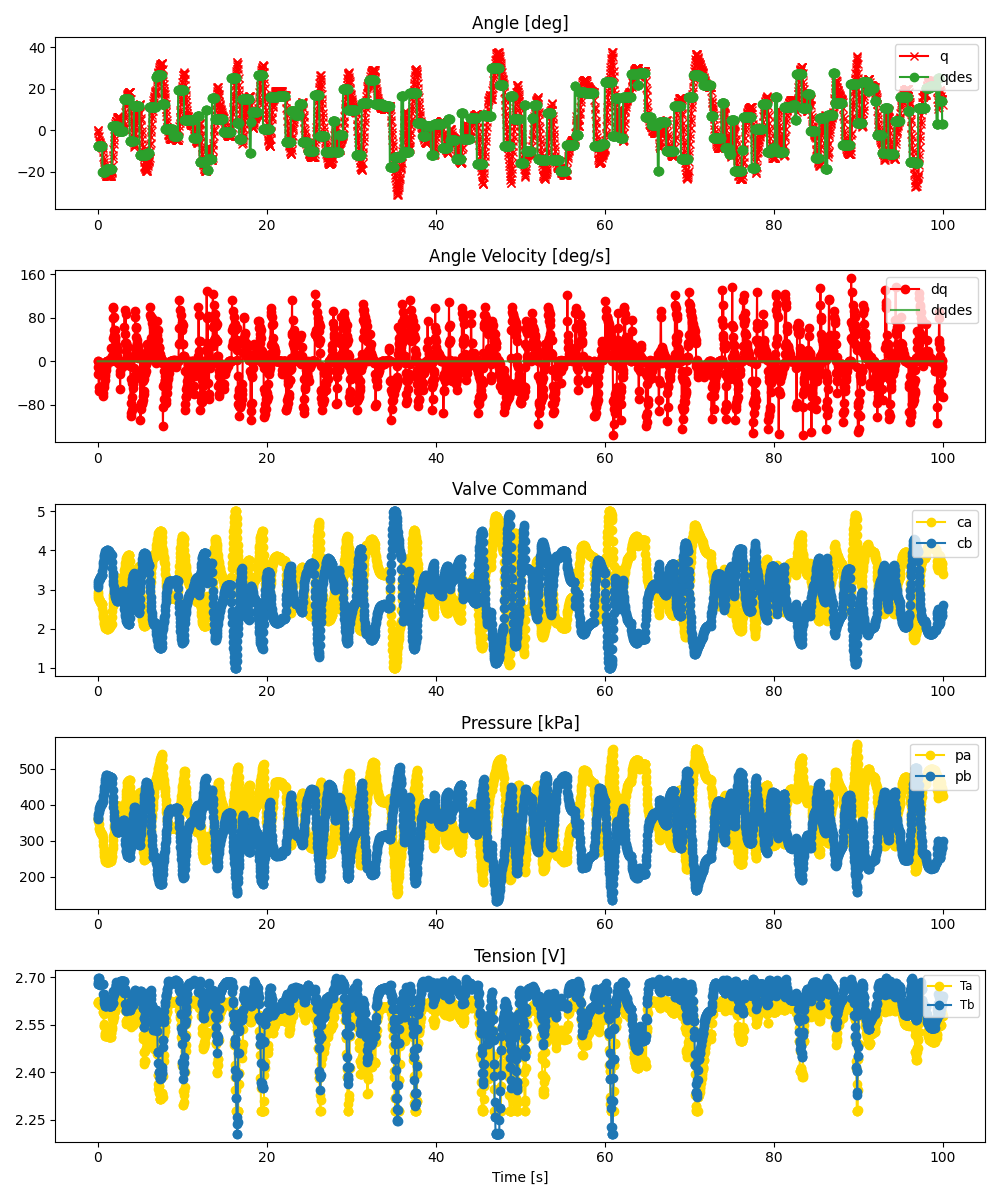 Angle [deg]
40
20
0
−20
q
qdes
0 20 40 60 80 100
Angle Velocity [deg/s]
160
80
0
−80
dq
dqdes
0 20 40 60 80 100
Valve Command
5
4
3
2
1
ca
cb
0 20 40 60 80 100
Pressure [kPa]
500
400
300
200
pa
pb
0 20 40 60 80 100
Tension [V]
2.70
2.55
2.40
2.25
Ta
Tb
0 20 40 60 80 100
Time [s]